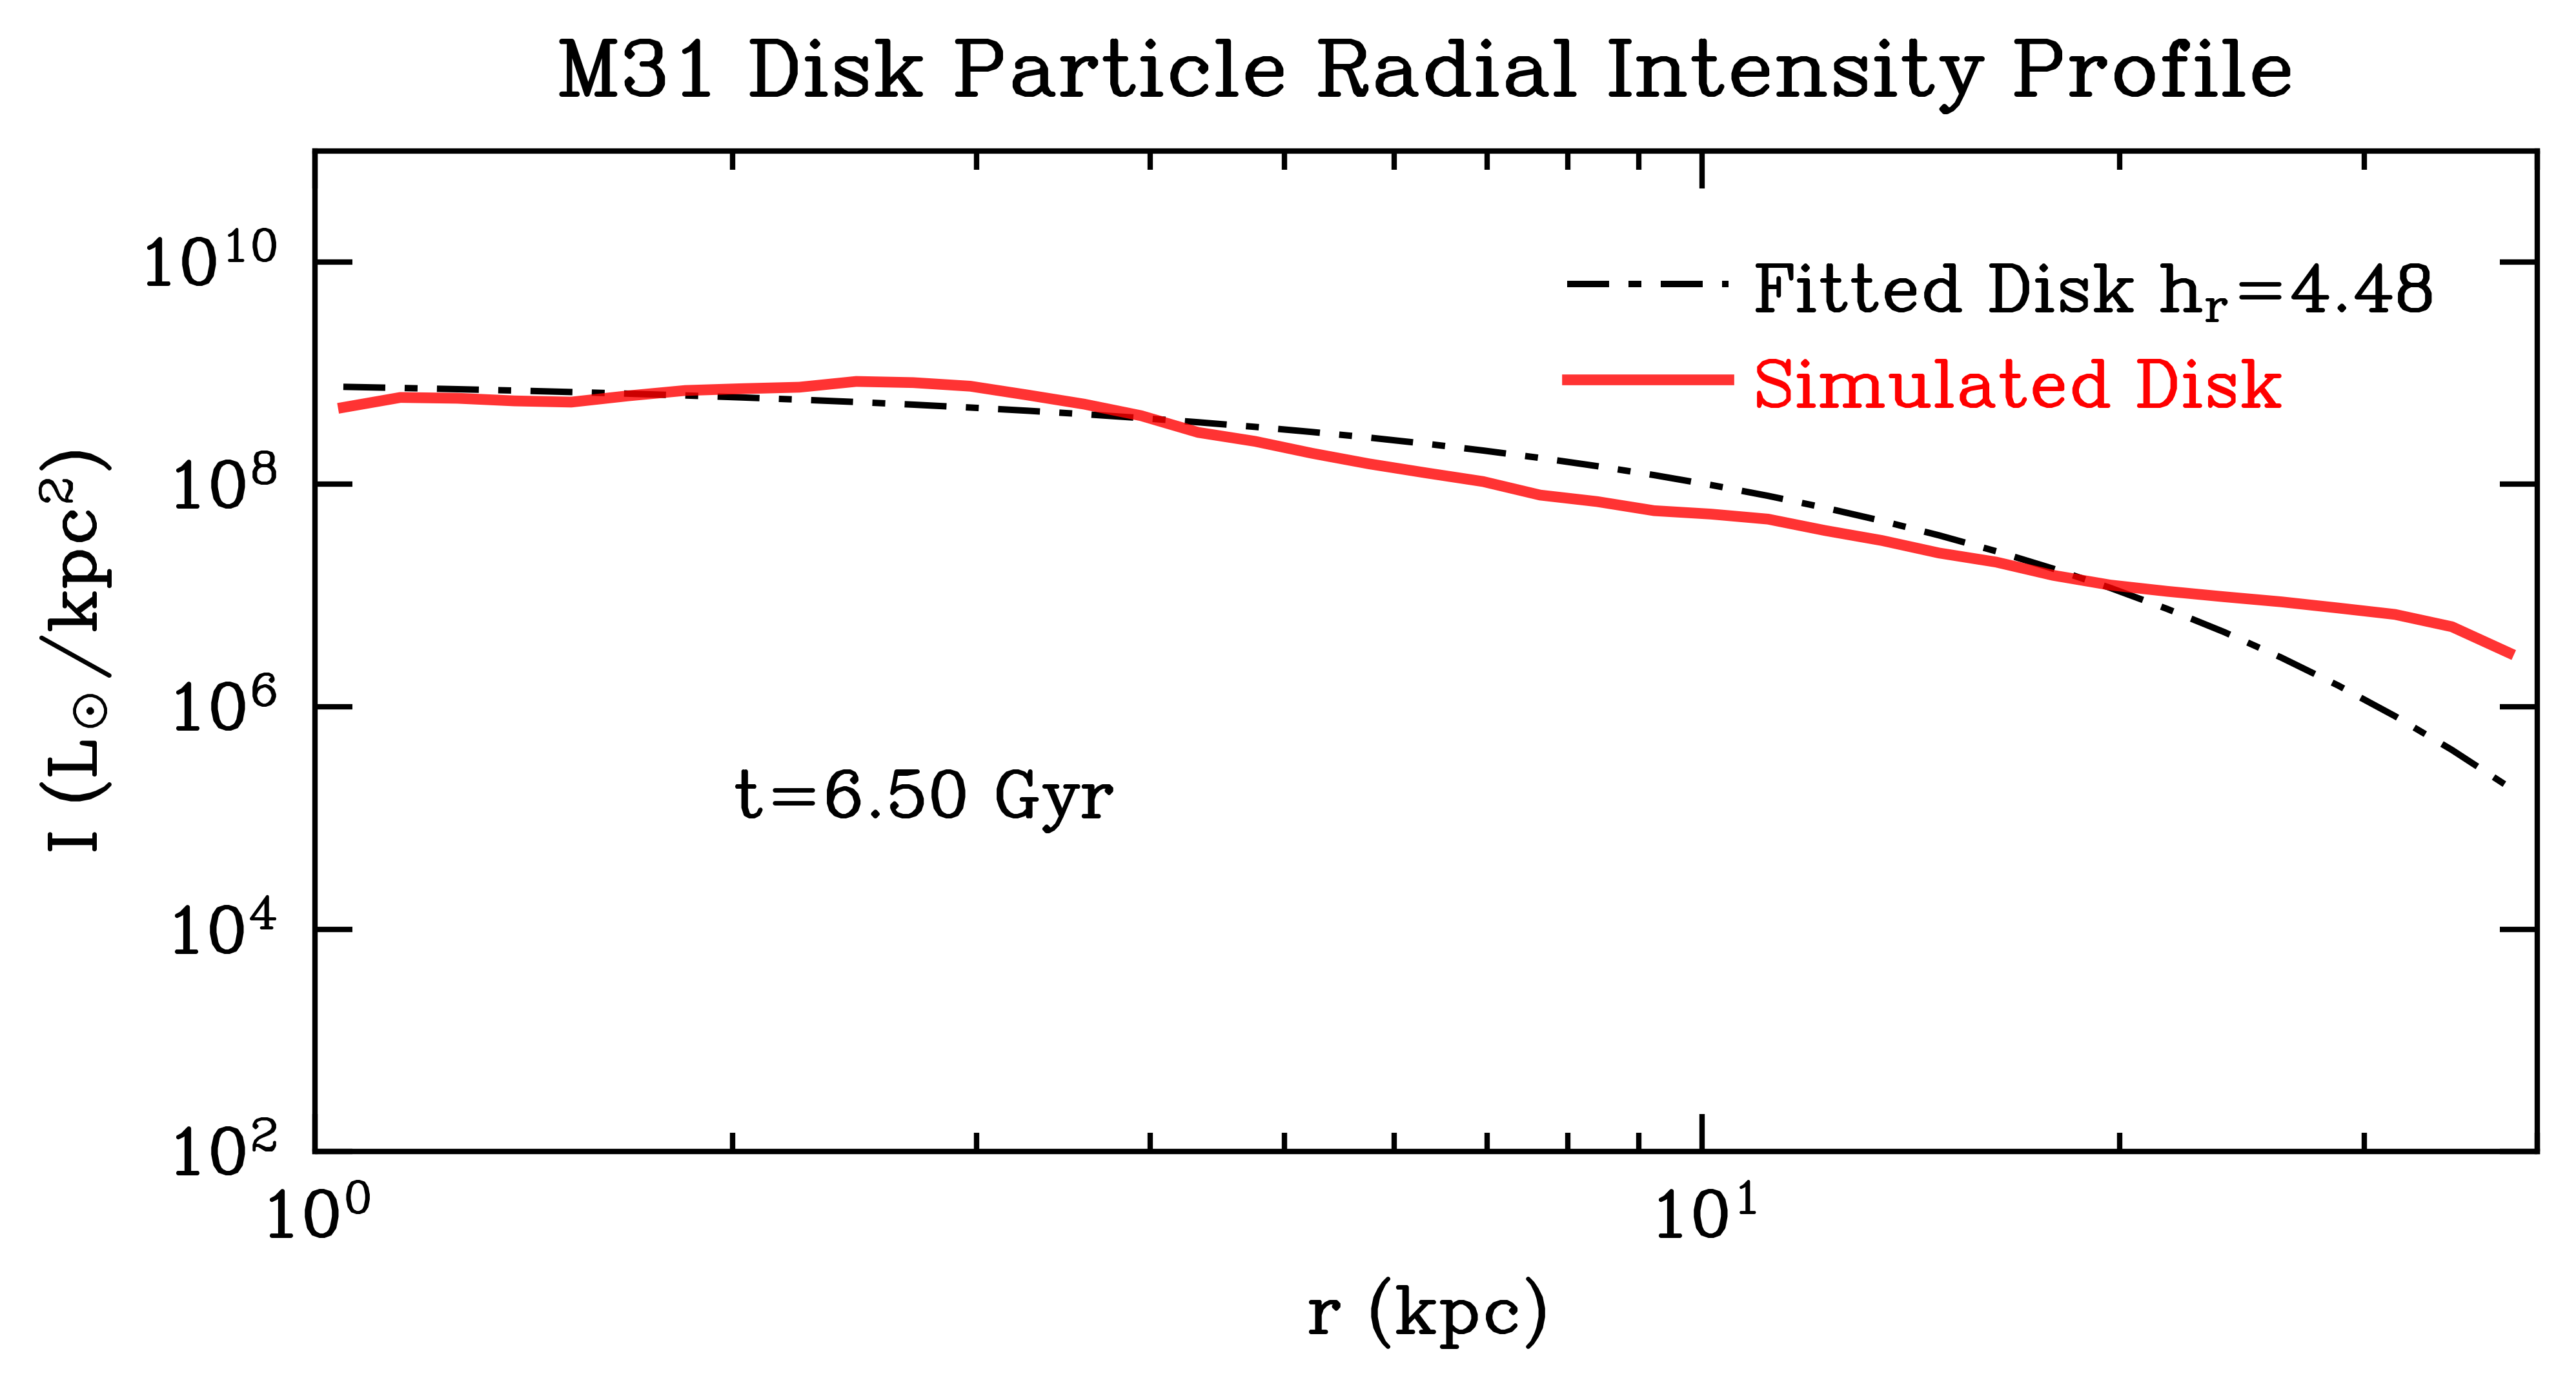 M31 Disk Particle Radial Intensity Profile
10¹⁰
10⁸
10⁶
10⁴
10²
I (L⊙/kpc²)
Fitted Disk hᵣ=4.48
Simulated Disk
t=6.50 Gyr
10⁰
10¹
r (kpc)